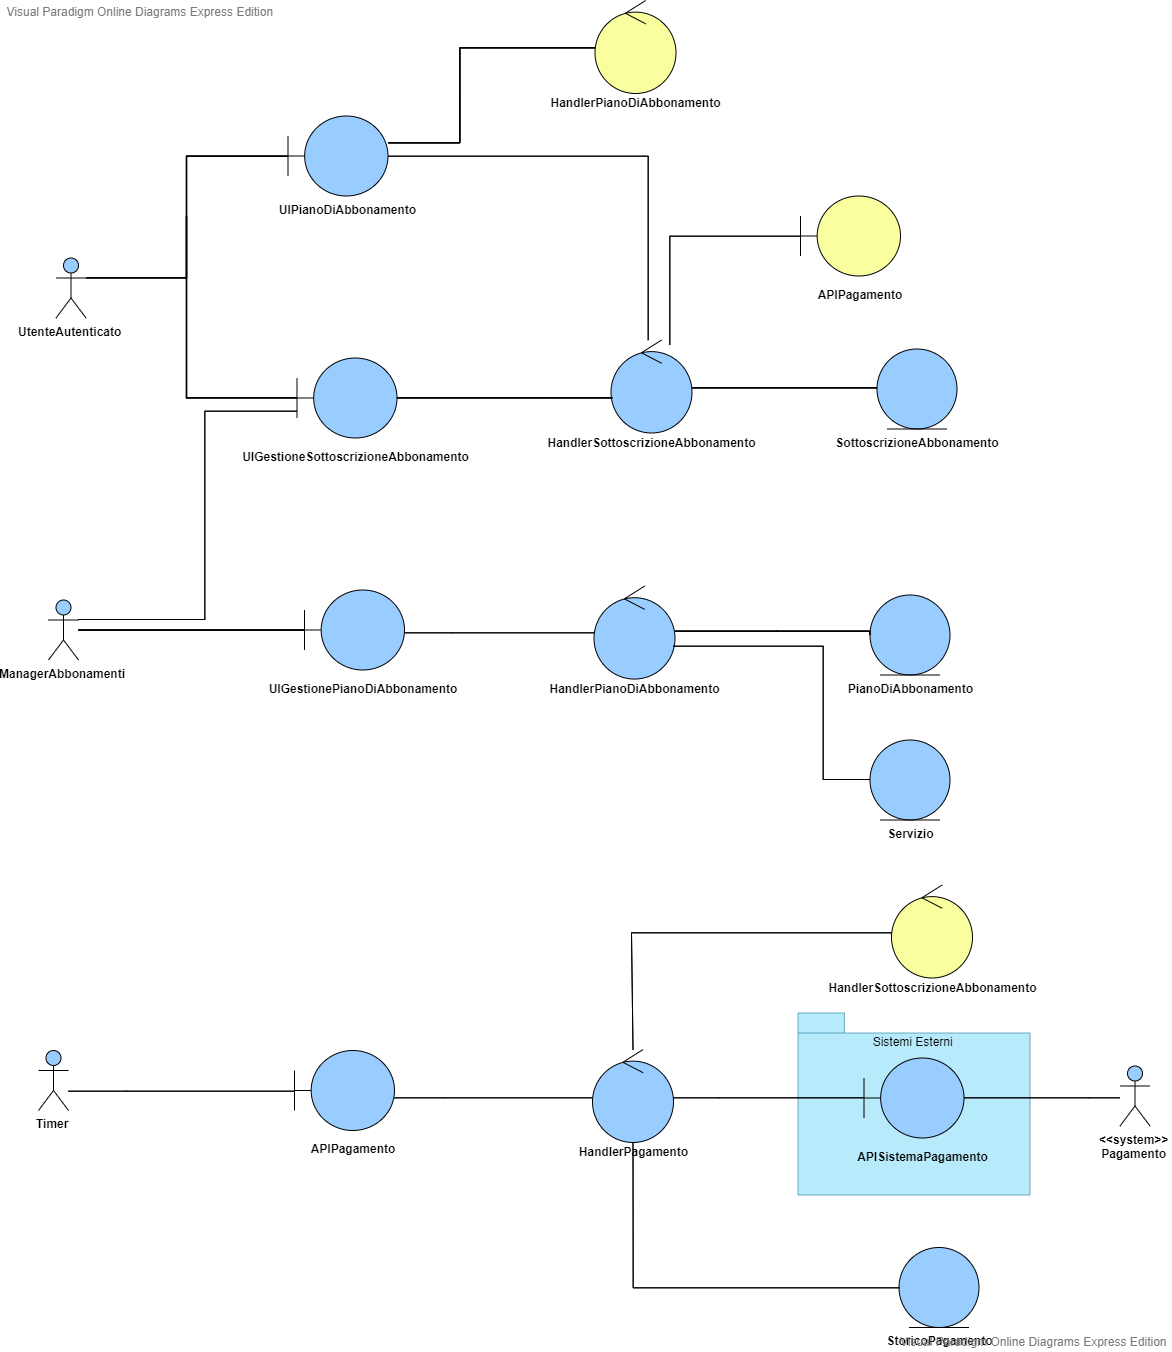 Visual Paradigm Online Diagrams Express Edition
HandlerPianoDiAbbonamento
UIPianoDiAbbonamento
APIPagamento
UtenteAutenticato
HandlerSottoscrizioneAbbonamento
SottoscrizioneAbbonamento
UIGestioneSottoscrizioneAbbonamento
ManagerAbbonamenti
UIGestionePianoDiAbbonamento
HandlerPianoDiAbbonamento
PianoDiAbbonamento
Servizio
HandlerSottoscrizioneAbbonamento
Sistemi Esterni
Timer
APIPagamento
HandlerPagamento
APISistemaPagamento
<<system>>
Pagamento
StoricoPagamento
Visual Paradigm Online Diagrams Express Edition